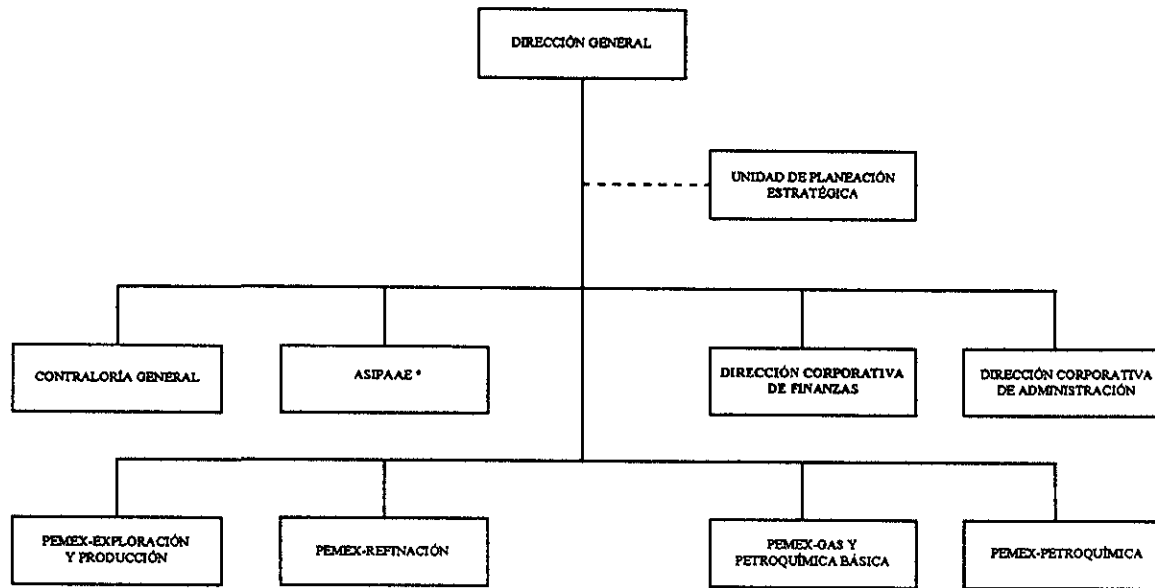 DIRECCIÓN GENERAL
UNIDAD DE PLANEACIÓN
ESTRATÉGICA
CONTRALORÍA GENERAL
ASIPAAE *
DIRECCIÓN CORPORATIVA
DE FINANZAS
DIRECCIÓN CORPORATIVA
DE ADMINISTRACIÓN
PEMEX-EXPLORACIÓN
Y PRODUCCIÓN
PEMEX-REFINACIÓN
PEMEX-GAS Y
PETROQUÍMICA BÁSICA
PEMEX-PETROQUÍMICA